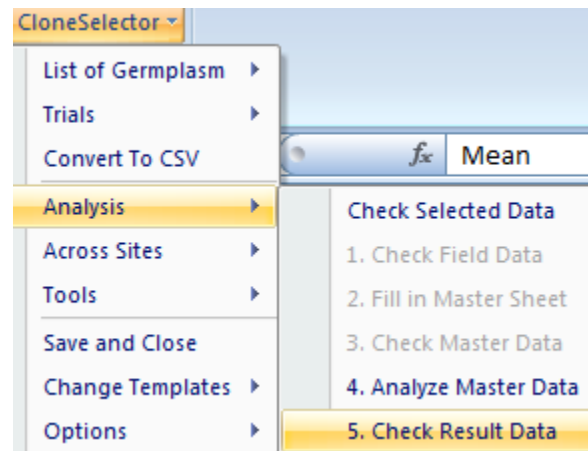 CloneSelector
List of Germplasm
Trials
Convert To CSV
fx Mean
Analysis
Check Selected Data
Across Sites
1. Check Field Data
Tools
2. Fill in Master Sheet
3. Check Master Data
Save and Close
Change Templates
4. Analyze Master Data
Options
5. Check Result Data